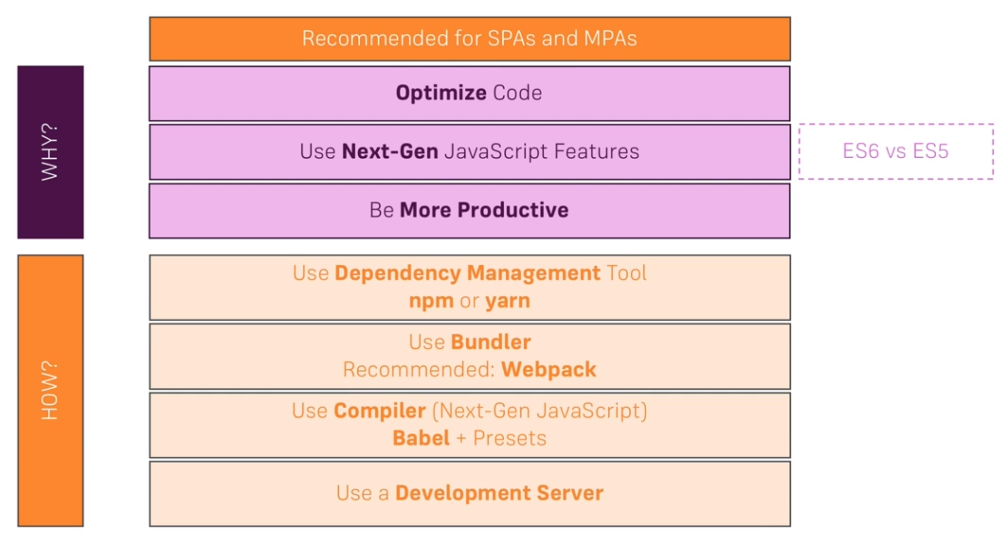 Recommended for SPAs and MPAs
WHY?
Optimize Code
Use Next-Gen JavaScript Features
ES6 vs ES5
Be More Productive
HOW?
Use Dependency Management Tool
npm or yarn
Use Bundler
Recommended: Webpack
Use Compiler (Next-Gen JavaScript)
Babel + Presets
Use a Development Server